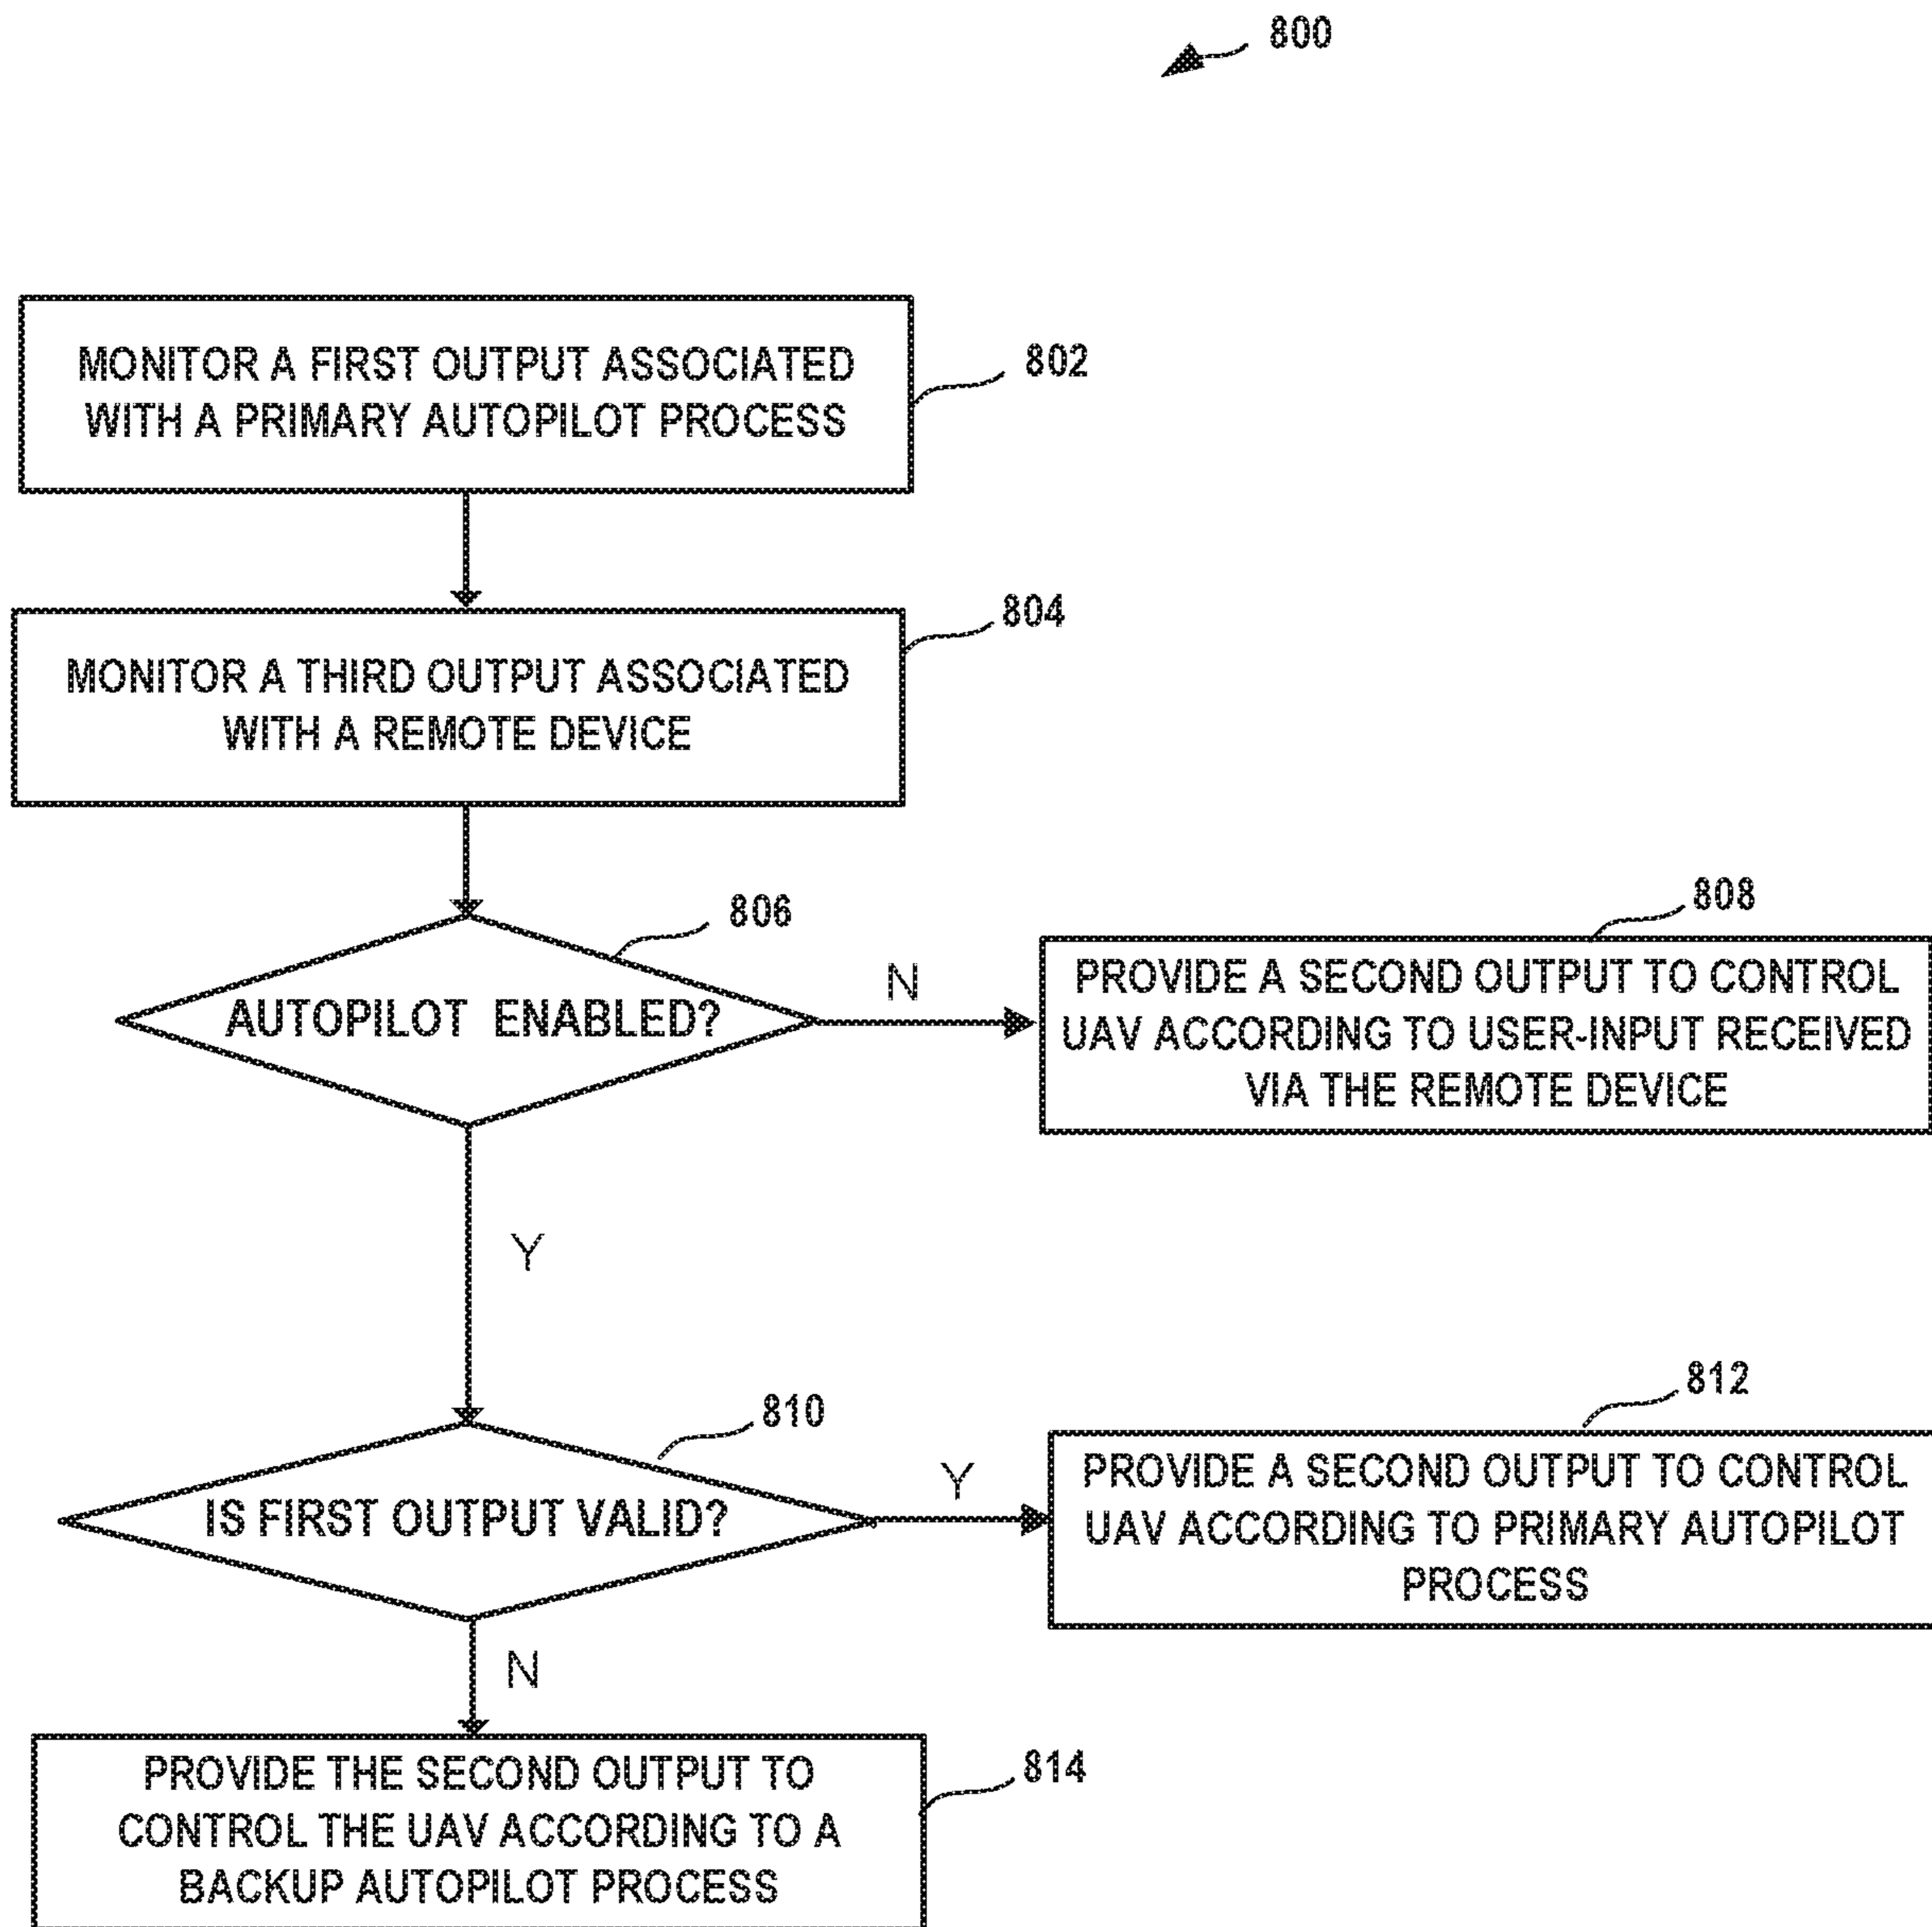 800
MONITOR A FIRST OUTPUT ASSOCIATED
WITH A PRIMARY AUTOPILOT PROCESS
802
MONITOR A THIRD OUTPUT ASSOCIATED
WITH A REMOTE DEVICE
804
AUTOPILOT ENABLED?
806
N
PROVIDE A SECOND OUTPUT TO CONTROL
UAV ACCORDING TO USER-INPUT RECEIVED
VIA THE REMOTE DEVICE
808
Y
IS FIRST OUTPUT VALID?
810
Y
PROVIDE A SECOND OUTPUT TO CONTROL
UAV ACCORDING TO PRIMARY AUTOPILOT
PROCESS
812
N
PROVIDE THE SECOND OUTPUT TO
CONTROL THE UAV ACCORDING TO A
BACKUP AUTOPILOT PROCESS
814